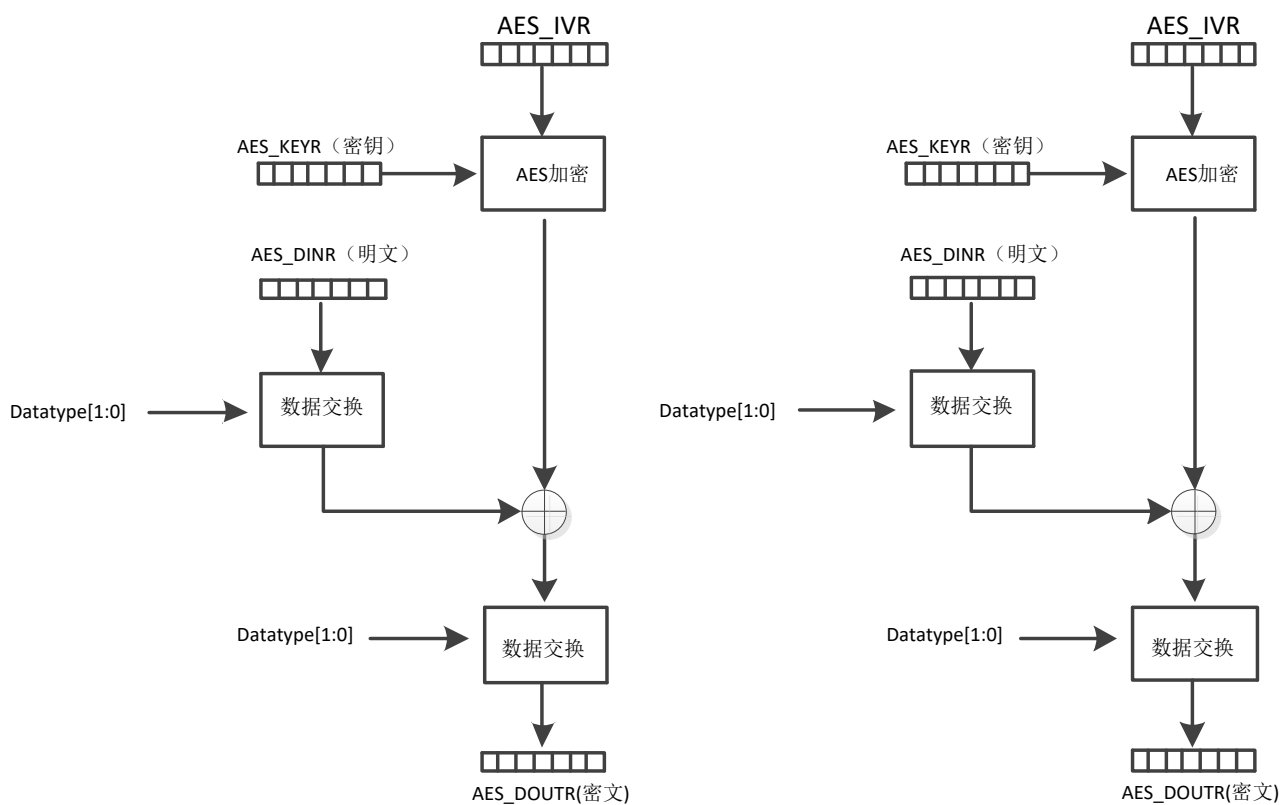 AES_IVR
AES_KEYR（密钥）
AES加密
AES_DINR（明文）
Datatype[1:0]
数据交换
Datatype[1:0]
数据交换
AES_DOUTR(密文)
AES_IVR
AES_KEYR（密钥）
AES加密
AES_DINR（明文）
Datatype[1:0]
数据交换
Datatype[1:0]
数据交换
AES_DOUTR(密文)